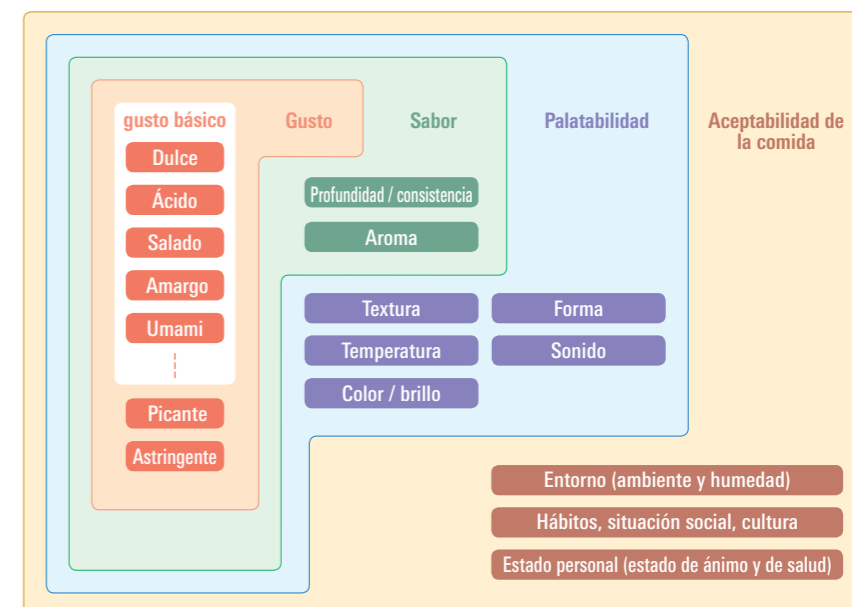 gusto básico
Gusto
Sabor
Palatabilidad
Aceptabilidad de
la comida
Dulce
Ácido
Salado
Amargo
Umami
Picante
Astringente
Profundidad / consistencia
Aroma
Textura
Forma
Temperatura
Sonido
Color / brillo
Entorno (ambiente y humedad)
Hábitos, situación social, cultura
Estado personal (estado de ánimo y de salud)